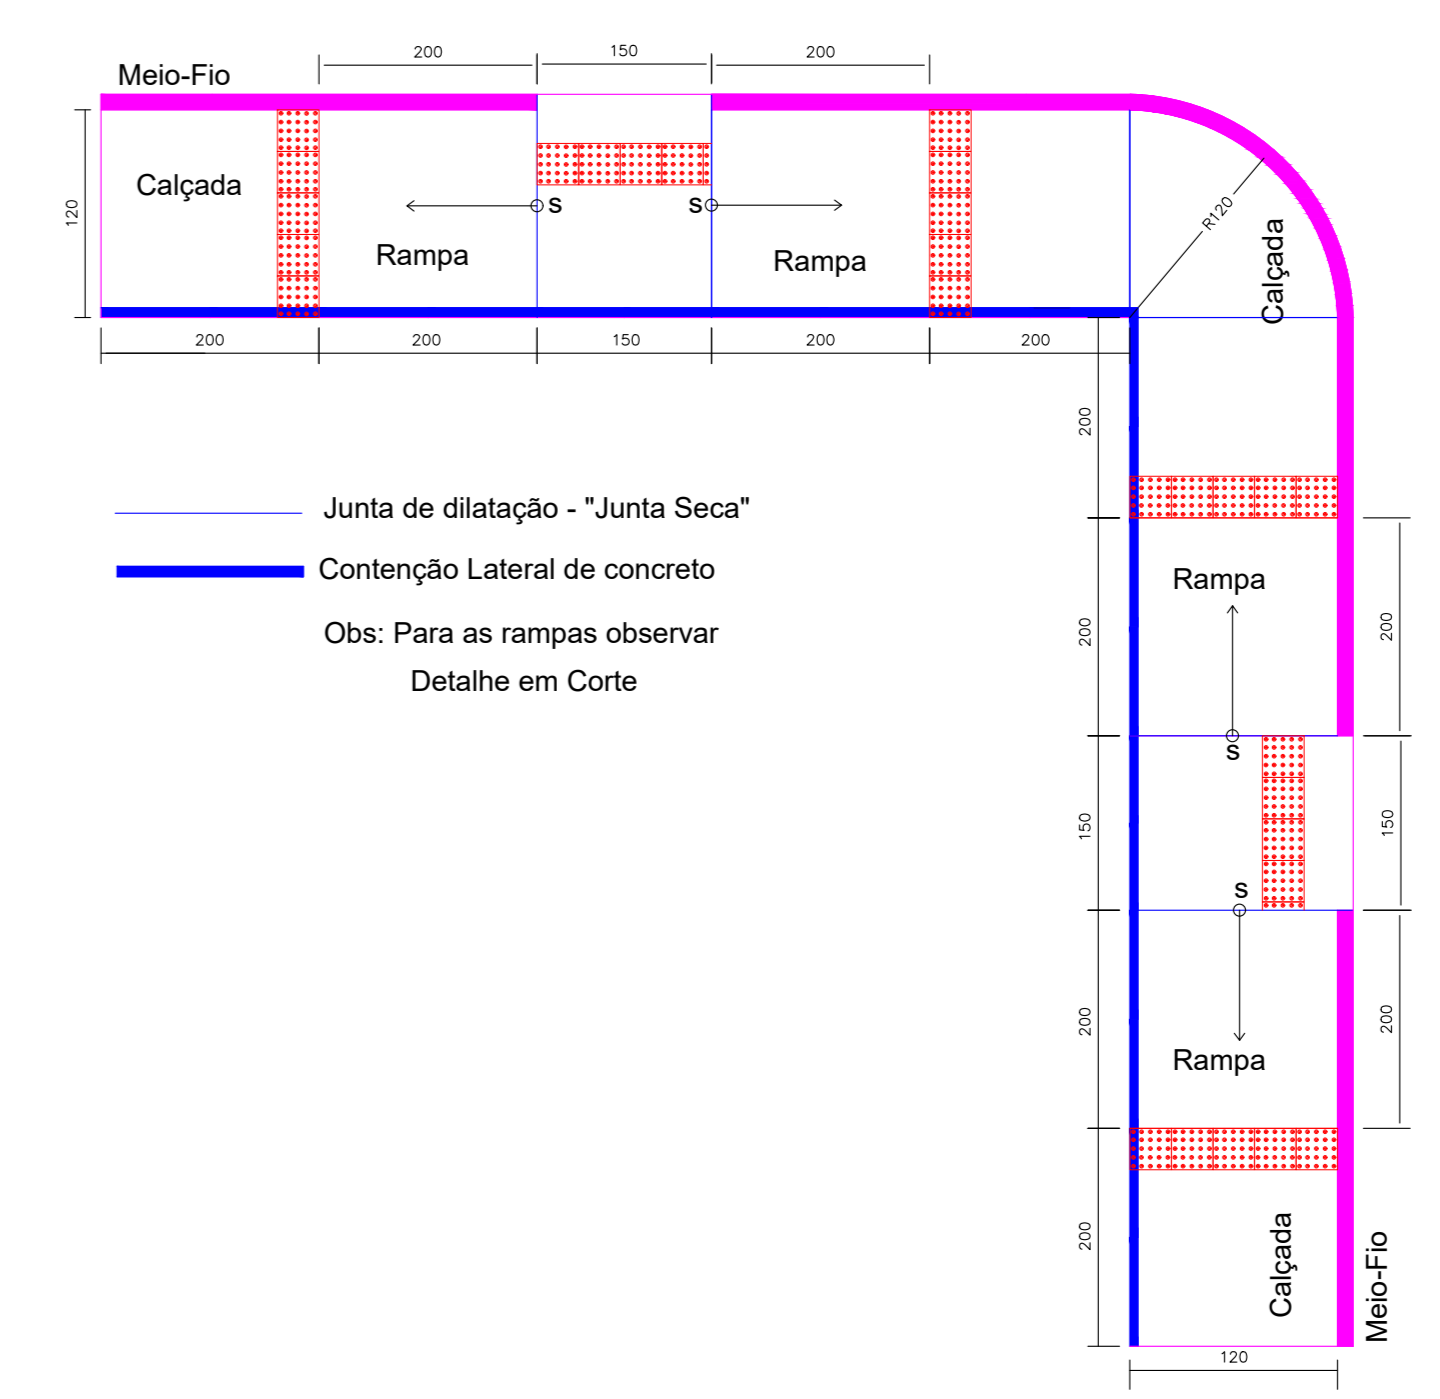 200
150
200
Meio-Fio
Calçada
120
S
S
Rampa
Rampa
R120
Calçada
200
200
150
200
200
Junta de dilatação - "Junta Seca"
Contenção Lateral de concreto
Obs: Para as rampas observar
Detalhe em Corte
200
Rampa
200
200
S
150
150
S
200
200
Rampa
200
Calçada
Meio-Fio
120